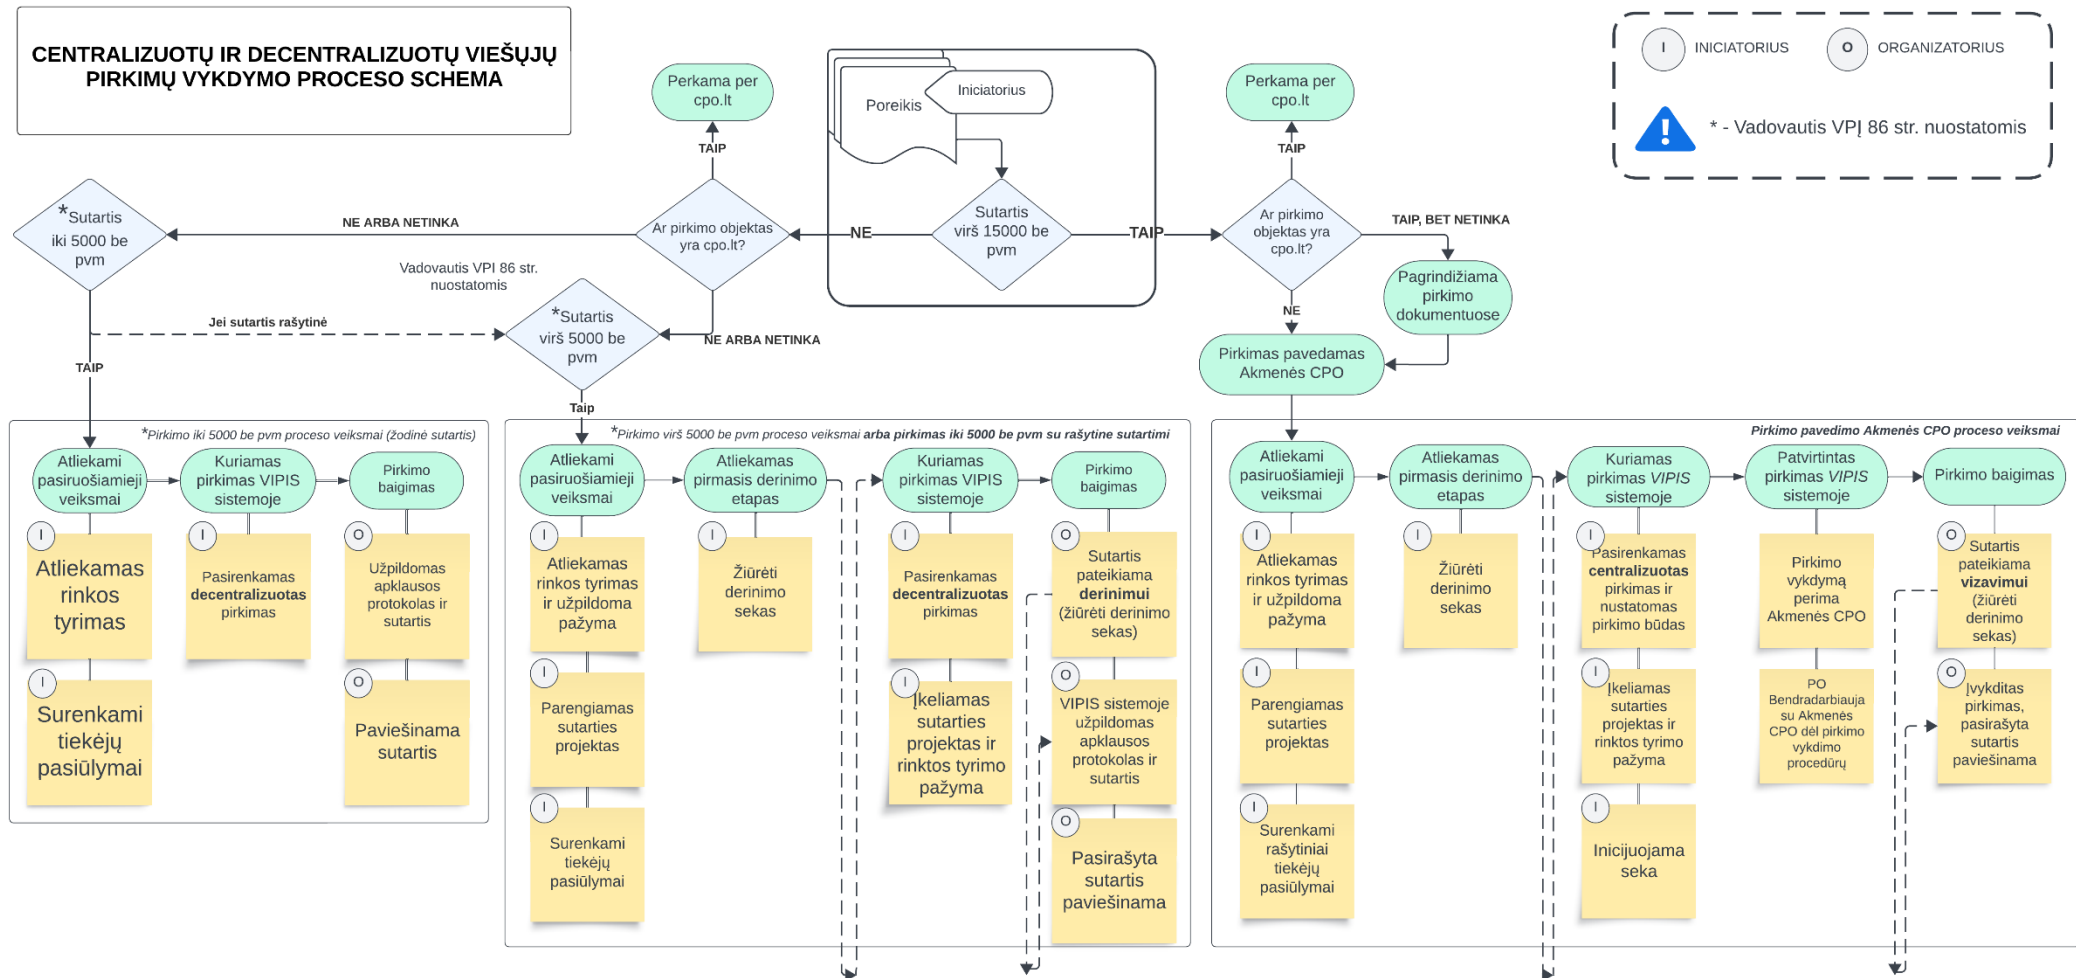 CENTRALIZUOTŲ IR DECENTRALIZUOTŲ VIEŠŲJŲ
PIRKIMŲ VYKDYMO PROCESO SCHEMA
I
INICIATORIUS
O
ORGANIZATORIUS
* - Vadovautis VPĮ 86 str. nuostatomis
Perkama per
cpo.lt
TAIP
Poreikis
Iniciatorius
Perkama per
cpo.lt
TAIP
*Sutartis
iki 5000 be
pvm
NE ARBA NETINKA
Ar pirkimo objektas
yra cpo.lt?
NE
Sutartis
virš 15000 be
pvm
TAIP
Ar pirkimo
objektas yra
cpo.lt?
TAIP, BET NETINKA
Pagrindžiama
pirkimo
dokumentuose
Vadovautis VPI 86 str.
nuostatomis
Jei sutartis rašytinė
*Sutartis
virš 5000 be
pvm
NE ARBA NETINKA
NE
Pirkimas pavedamas
Akmenės CPO
TAIP
Taip
*Pirkimo iki 5000 be pvm proceso veiksmai (žodinė sutartis)
Atliekami
pasiruošiamieji
veiksmai
Kuriamas
pirkimas VIPIS
sistemoje
Pirkimo
baigimas
I
Atliekamas
rinkos
tyrimas
I
Surenkami
tiekėjų
pasiūlymai
I
Pasirenkamas
decentralizuotas
pirkimas
O
Užpildomas
apklausos
protokolas ir
sutartis
O
Paviešinama
sutartis
*Pirkimo virš 5000 be pvm proceso veiksmai arba pirkimas iki 5000 be pvm su rašytine sutartimi
Atliekami
pasiruošiamieji
veiksmai
Atliekamas
pirmasis derinimo
etapas
Kuriamas
pirkimas VIPIS
sistemoje
Pirkimo
baigimas
I
Atliekamas
rinkos tyrimas
ir užpildoma
pažyma
I
Parengiamas
sutarties
projektas
I
Surenkami
tiekėjų
pasiūlymai
I
Žiūrėti
derinimo
sekas
I
Pasirenkamas
decentralizuotas
pirkimas
I
Įkeliamas
sutarties
projektas ir
rinktos tyrimo
pažyma
O
Sutartis
pateikiama
derinimui
(žiūrėti derinimo
sekas)
O
VIPIS sistemoje
užpildomas
apklausos
protokolas ir
sutartis
O
Pasirašyta
sutartis
paviešinama
Pirkimo pavedimo Akmenės CPO proceso veiksmai
Atliekami
pasiruošiamieji
veiksmai
Atliekamas
pirmasis derinimo
etapas
Kuriamas
pirkimas VIPIS
sistemoje
Patvirtintas
pirkimas VIPIS
sistemoje
Pirkimo baigimas
I
Atliekamas
rinkos tyrimas
ir užpildoma
pažyma
I
Parengiamas
sutarties
projektas
I
Surenkami
rašytiniai
tiekėjų
pasiūlymai
I
Žiūrėti
derinimo
sekas
I
Pasirenkamas
centralizuotas
pirkimas ir
nustatomas
pirkimo būdas
I
Įkeliamas
sutarties
projektas ir
rinktos tyrimo
pažyma
I
Inicijuojama
seka
Pirkimo
vykdymą
perima
Akmenės CPO
PO
Bendradarbiauja
su Akmenės
CPO dėl pirkimo
vykdimo
procedūrų
O
Sutartis
pateikiama
vizavimui
(žiūrėti
derinimo
sekas)
O
Įvykditas
pirkimas,
pasirašyta
sutartis
paviešinama